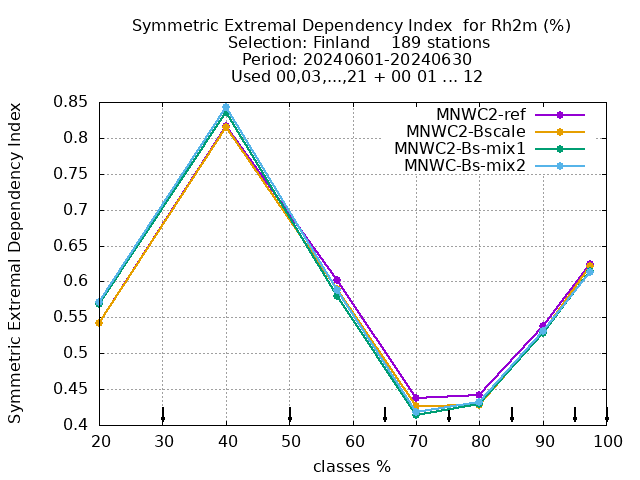 Symmetric Extremal Dependency Index  for Rh2m (%)
Selection: Finland    189 stations
Period: 20240601-20240630
Used 00,03,...,21 + 00 01 ... 12
Symmetric Extremal Dependency Index
0.85
0.8
0.75
0.7
0.65
0.6
0.55
0.5
0.45
0.4
MNWC2-ref
MNWC2-Bscale
MNWC2-Bs-mix1
MNWC-Bs-mix2
20 30 40 50 60 70 80 90 100
classes %